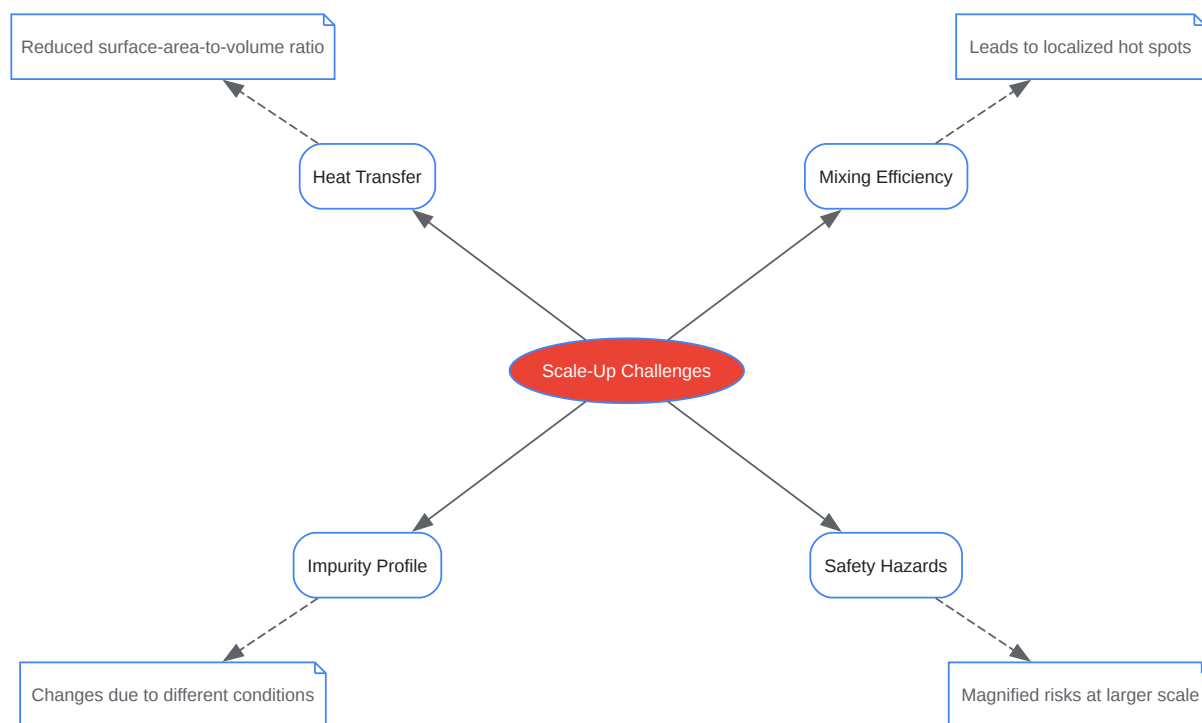 Reduced surface-area-to-volume ratio
Leads to localized hot spots
Heat Transfer
Mixing Efficiency
Scale-Up Challenges
Impurity Profile
Safety Hazards
Changes due to different conditions
Magnified risks at larger scale